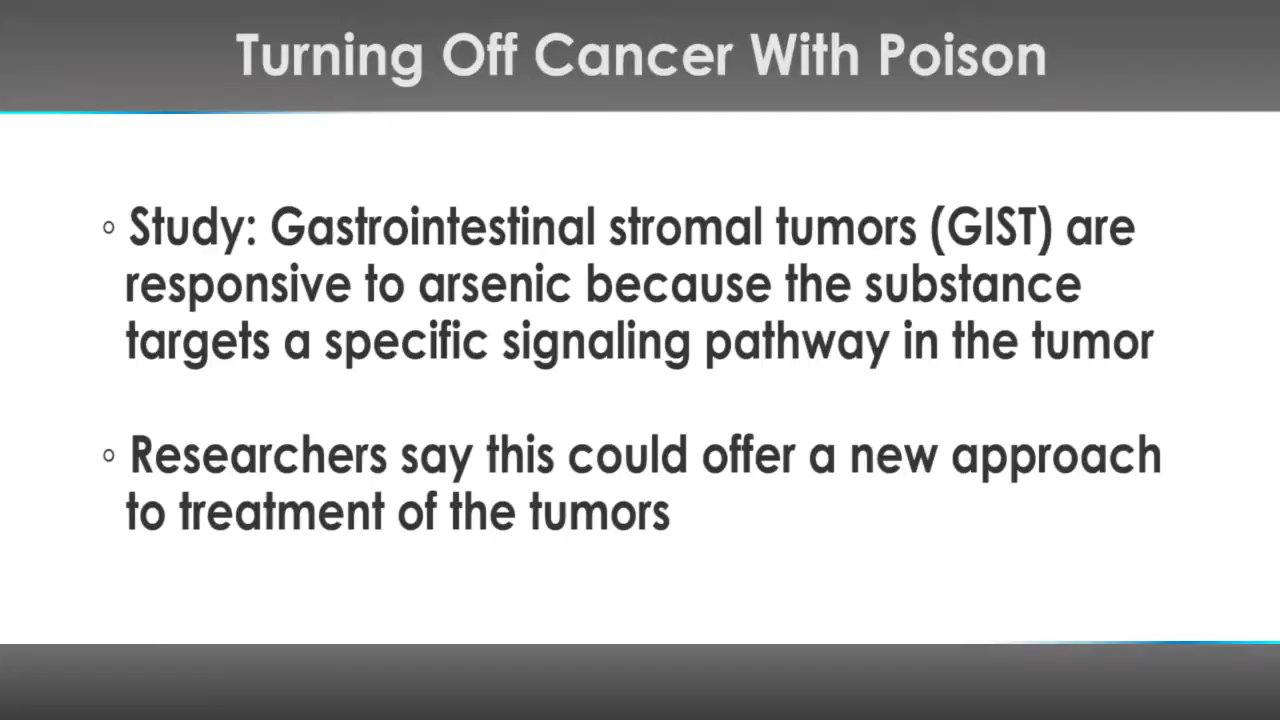 Turning Off Cancer With Poison
◦ Study: Gastrointestinal stromal tumors (GIST) are
responsive to arsenic because the substance
targets a specific signaling pathway in the tumor
◦ Researchers say this could offer a new approach
to treatment of the tumors